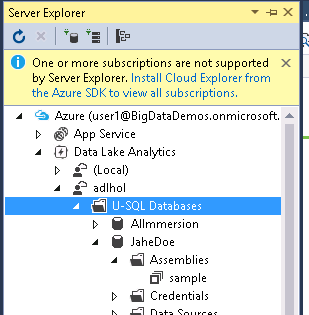 Server Explorer
One or more subscriptions are not supported
by Server Explorer. Install Cloud Explorer from
the Azure SDK to view all subscriptions.
Azure (user1@BigDataDemos.onmicrosoft.
App Service
Data Lake Analytics
(Local)
adlhol
U-SQL Databases
AIImmersion
JaheDoe
Assemblies
sample
Credentials
Data Sources